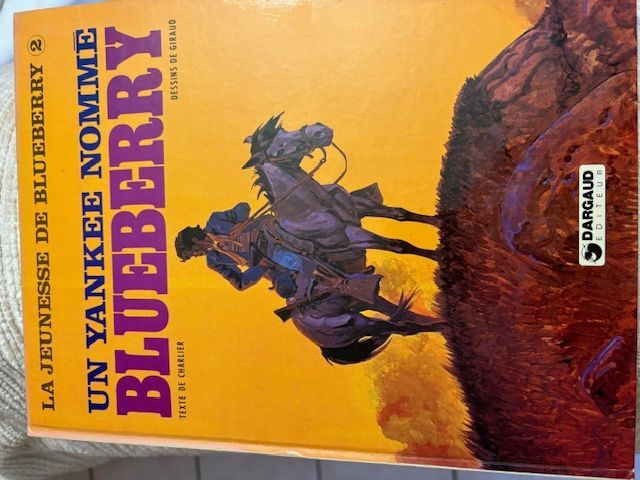 LA JEUNESSE DE BLUEBERRY 2
UN YANKEE NOMMÉ
BLUEBERRY
TEXTE DE CHARLIER
DESSINS DE GIRAUD
DARGAUD
EDITEUR